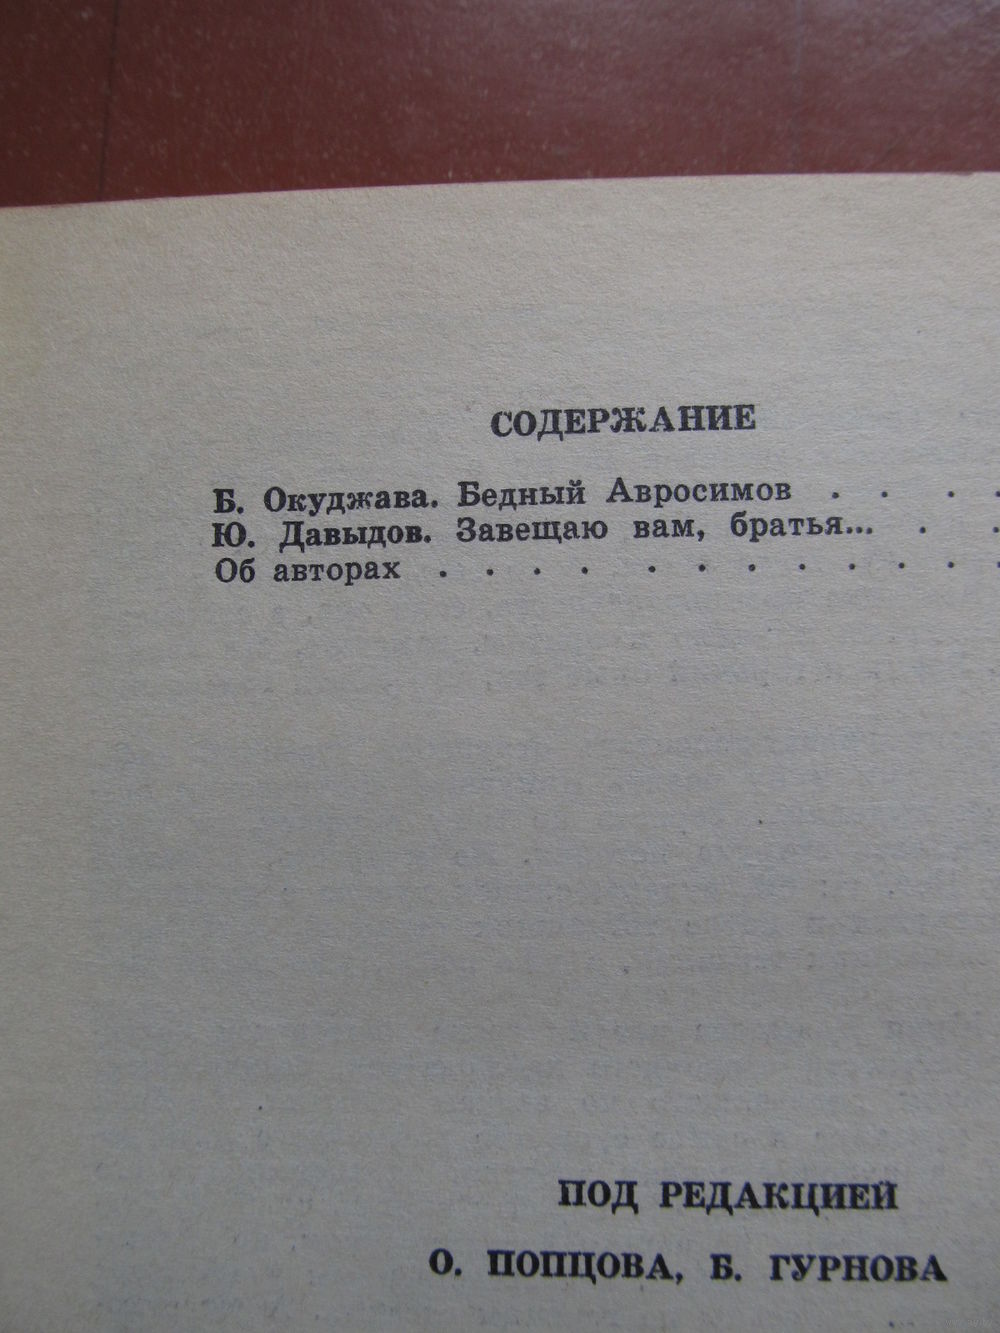 СОДЕРЖАНИЕ
Б. Окуджава. Бедный Авросимов . . . .
Ю. Давыдов. Завещаю вам, братья... . .
Об авторах . . . . . . . . . . . .
ПОД РЕДАКЦИЕЙ
О. ПОПЦОВА, Б. ГУРНОВА